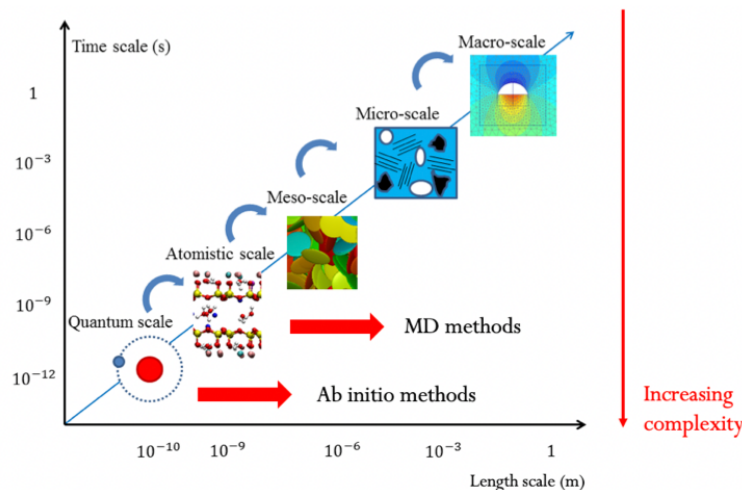 Time scale (s)
Macro-scale
1
Micro-scale
10⁻³
Meso-scale
10⁻⁶
Atomistic scale
10⁻⁹
Quantum scale
MD methods
10⁻¹²
Ab initio methods
Increasing
complexity
10⁻¹⁰ 10⁻⁹ 10⁻⁶ 10⁻³ 1
Length scale (m)